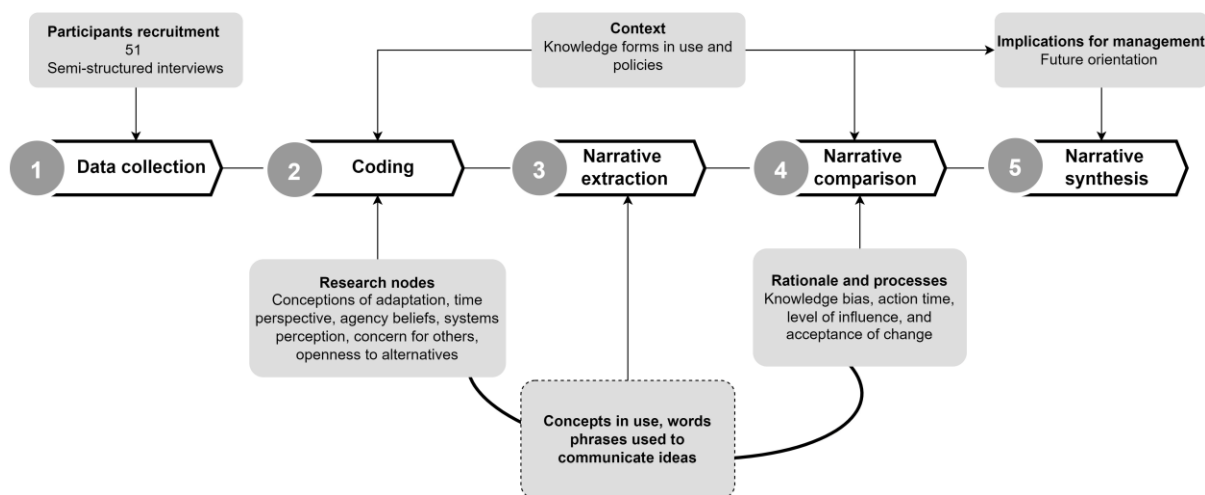 Participants recruitment
51
Semi-structured interviews
Context
Knowledge forms in use and
policies
Implications for management
Future orientation
1
Data collection
2
Coding
3
Narrative
extraction
4
Narrative
comparison
5
Narrative
synthesis
Research nodes
Conceptions of adaptation, time
perspective, agency beliefs, systems
perception, concern for others,
openness to alternatives
Rationale and processes
Knowledge bias, action time,
level of influence, and
acceptance of change
Concepts in use, words
phrases used to
communicate ideas